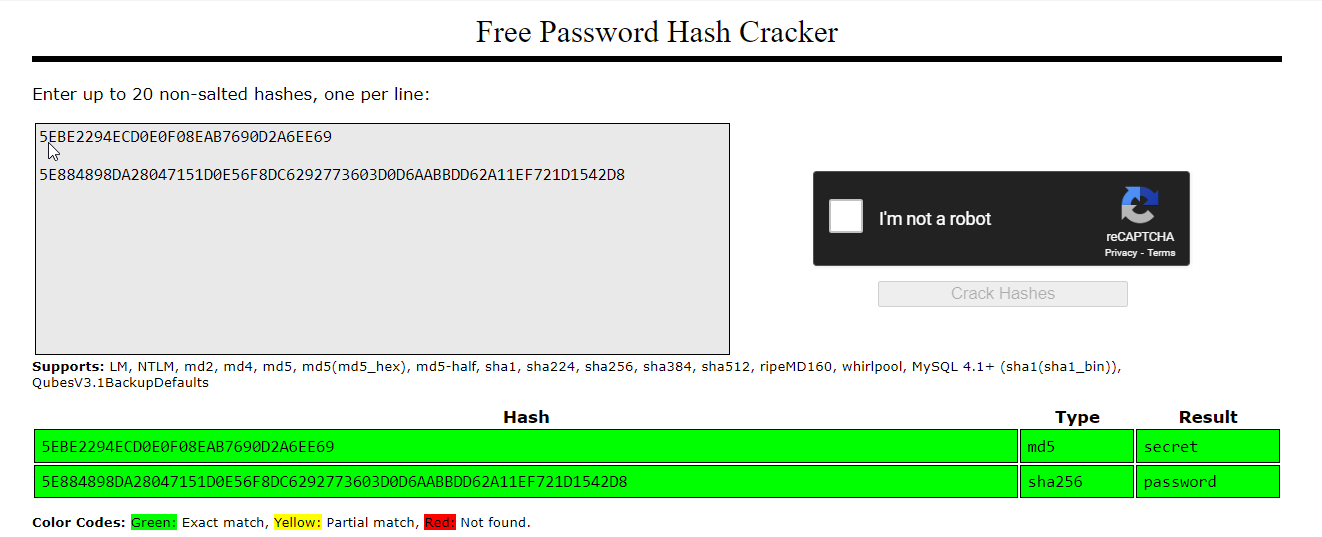 Free Password Hash Cracker
Enter up to 20 non-salted hashes, one per line:
5EBE2294ECD0E0F08EAB7690D2A6EE69
5E884898DA28047151D0E56F8DC6292773603D0D6AABBDD62A11EF721D1542D8
I'm not a robot
reCAPTCHA
Privacy - Terms
Crack Hashes
Supports: LM, NTLM, md2, md4, md5, md5(md5_hex), md5-half, sha1, sha224, sha256, sha384, sha512, ripeMD160, whirlpool, MySQL 4.1+ (sha1(sha1_bin)),
QubesV3.1BackupDefaults
Hash Type Result
5EBE2294ECD0E0F08EAB7690D2A6EE69 md5 secret
5E884898DA28047151D0E56F8DC6292773603D0D6AABBDD62A11EF721D1542D8 sha256 password
Color Codes: Green: Exact match, Yellow: Partial match, Red: Not found.